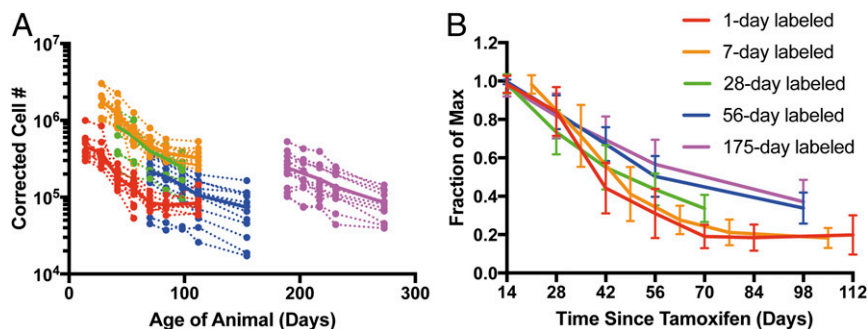 A
Corrected Cell #
10^7
10^6
10^5
10^4
0
100
200
300
Age of Animal (Days)
B
Fraction of Max
1.2
1.0
0.8
0.6
0.4
0.2
0.0
14
28
42
56
70
84
98
112
Time Since Tamoxifen (Days)
1-day labeled
7-day labeled
28-day labeled
56-day labeled
175-day labeled